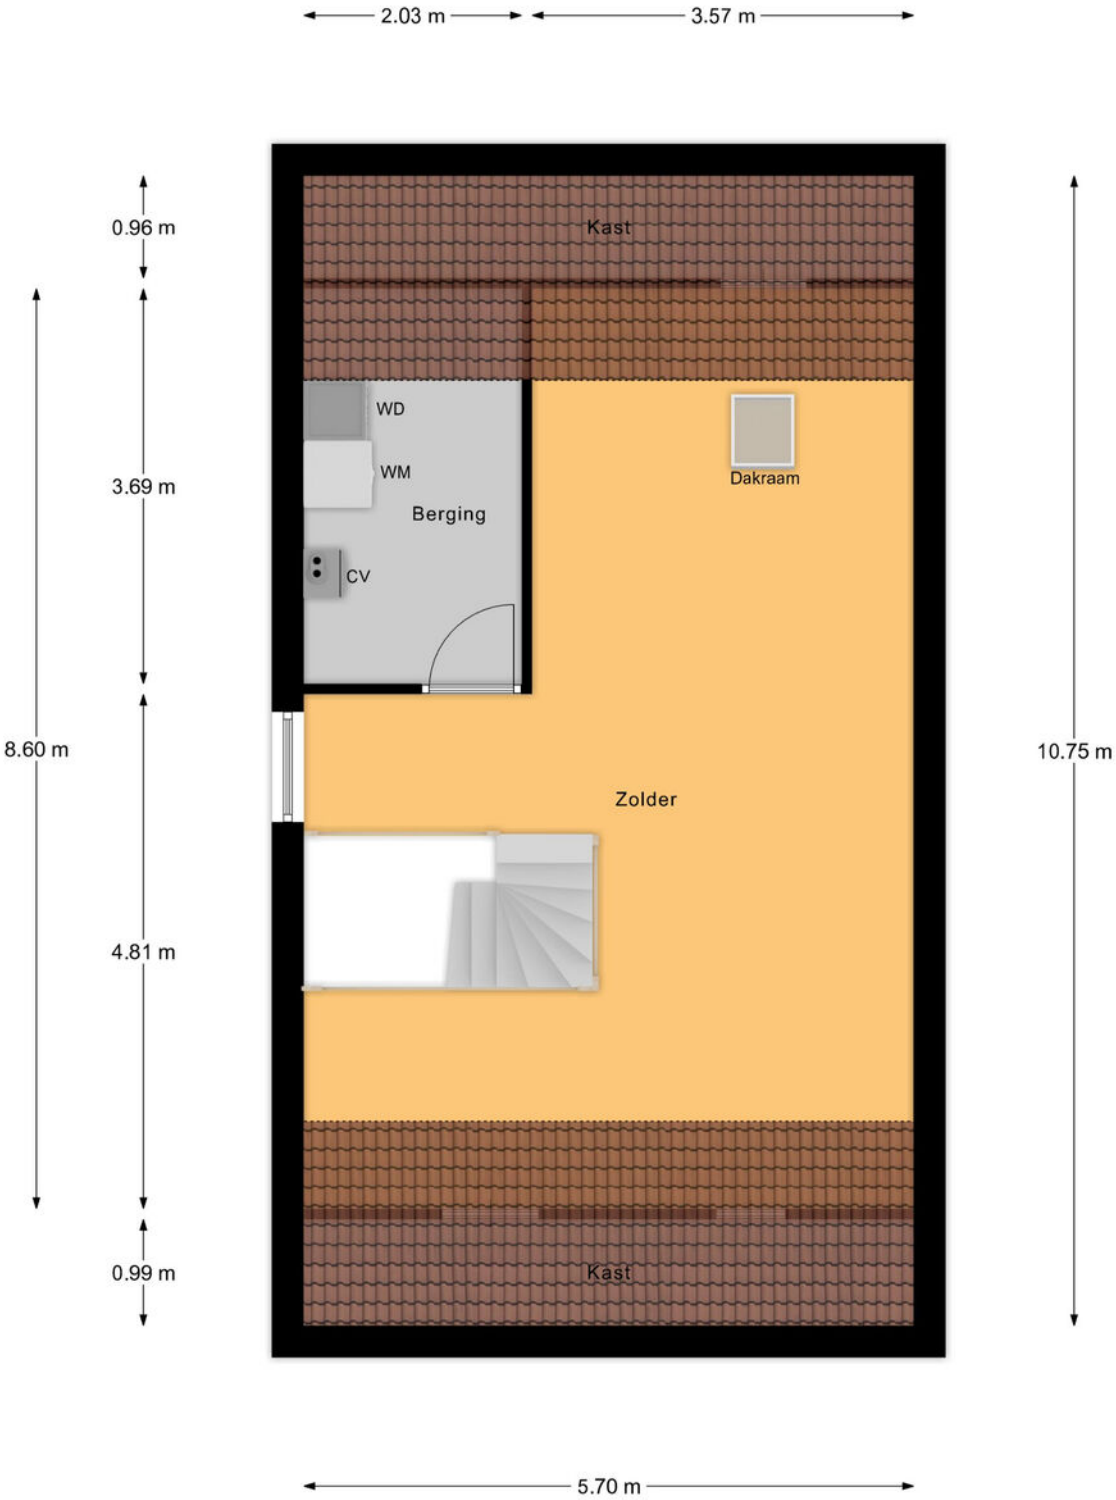 2.03 m
3.57 m
0.96 m
Kast
WD
WM
3.69 m
Berging
Dakraam
CV
8.60 m
10.75 m
Zolder
4.81 m
0.99 m
Kast
5.70 m